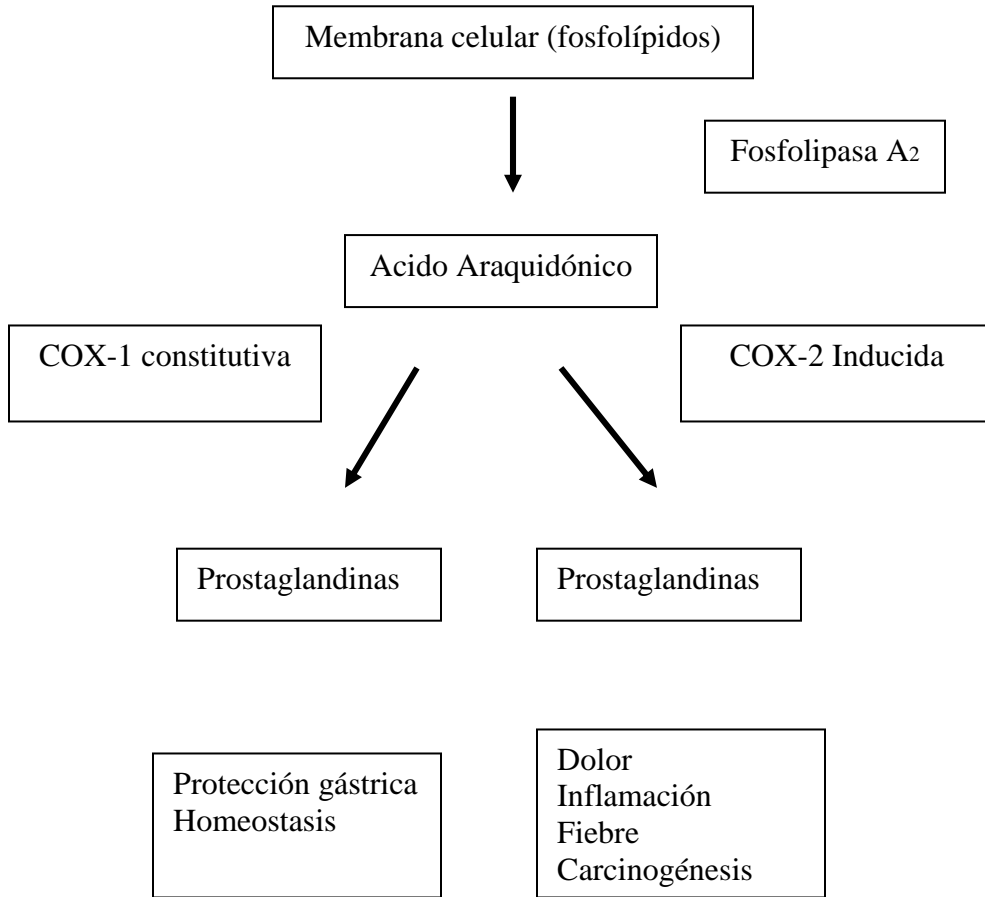 Membrana celular (fosfolípidos)
Fosfolipasa A2
Acido Araquidónico
COX-1 constitutiva
COX-2 Inducida
Prostaglandinas
Prostaglandinas
Protección gástrica
Homeostasis
Dolor
Inflamación
Fiebre
Carcinogénesis